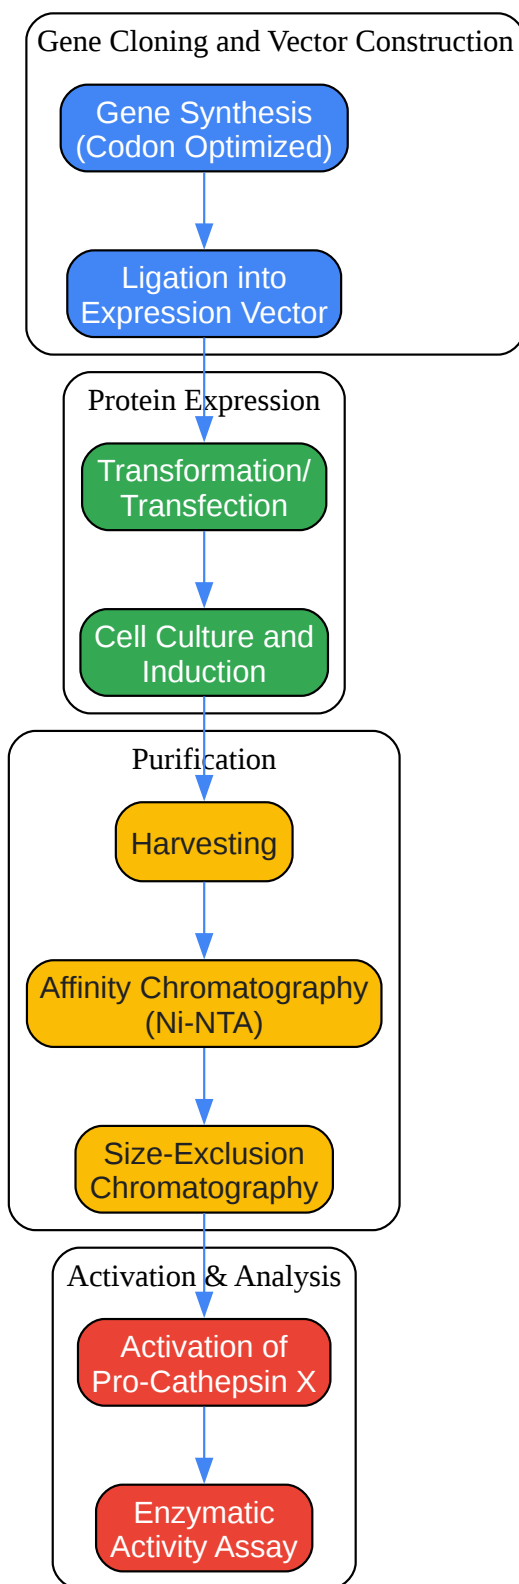 Gene Cloning and Vector Construction
Gene Synthesis
(Codon Optimized)
Ligation into
Expression Vector
Protein Expression
Transformation/
Transfection
Cell Culture and
Induction
Purification
Harvesting
Affinity Chromatography
(Ni-NTA)
Size-Exclusion
Chromatography
Activation & Analysis
Activation of
Pro-Cathepsin X
Enzymatic
Activity Assay